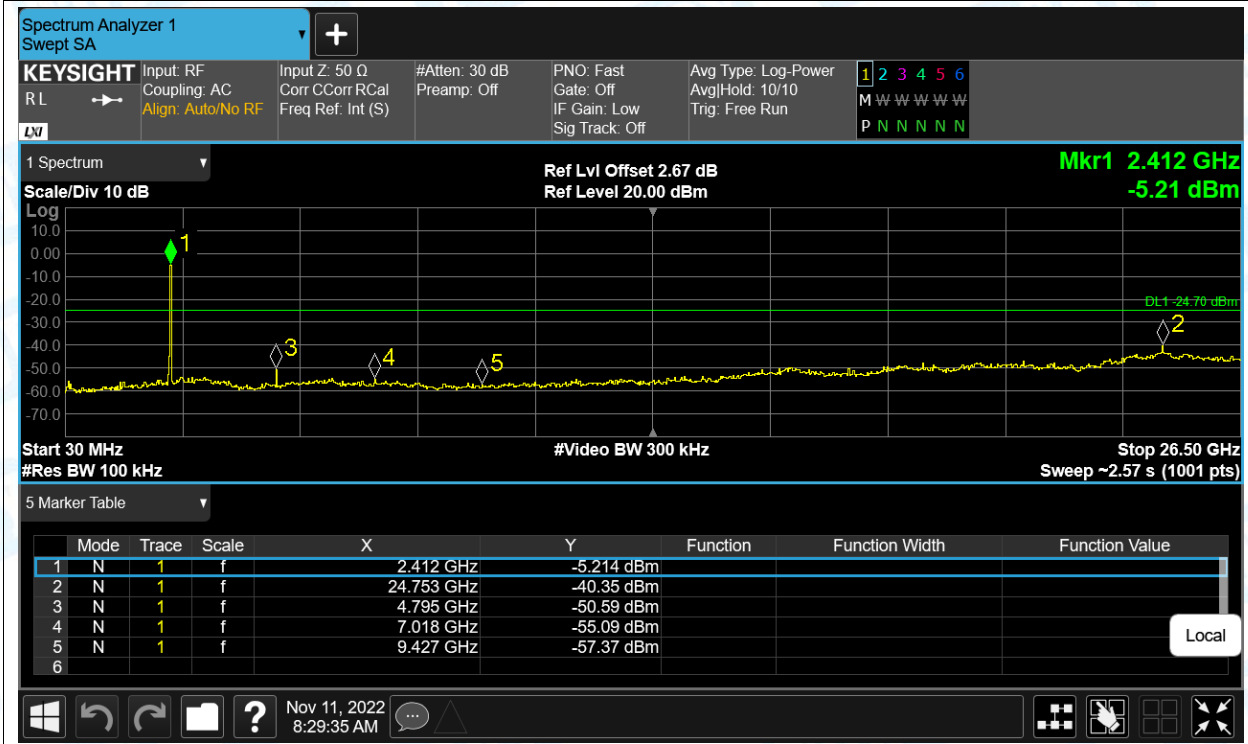 Spectrum Analyzer 1
Swept SA
+
KEYSIGHT
R L
LXI
Input: RF
Coupling: AC
Align: Auto/No RF
Input Z: 50 Ω
Corr CCorr RCal
Freq Ref: Int (S)
#Atten: 30 dB
Preamp: Off
PNO: Fast
Gate: Off
IF Gain: Low
Sig Track: Off
Avg Type: Log-Power
Avg|Hold: 10/10
Trig: Free Run
1 2 3 4 5 6
M W W W W W
P N N N N N
1 Spectrum
Scale/Div 10 dB
Ref Lvl Offset 2.67 dB
Ref Level 20.00 dBm
Mkr1 2.412 GHz
-5.21 dBm
Log
10.0
0.00
-10.0
-20.0
-30.0
-40.0
-50.0
-60.0
-70.0
1
DL1 -24.70 dBm
2
3
4
5
Start 30 MHz
#Video BW 300 kHz
Stop 26.50 GHz
#Res BW 100 kHz
Sweep ~2.57 s (1001 pts)
5 Marker Table
Mode Trace Scale X Y Function Function Width Function Value
1 N 1 f 2.412 GHz -5.214 dBm
2 N 1 f 24.753 GHz -40.35 dBm
3 N 1 f 4.795 GHz -50.59 dBm
4 N 1 f 7.018 GHz -55.09 dBm
5 N 1 f 9.427 GHz -57.37 dBm
6
Local
?
Nov 11, 2022
8:29:35 AM